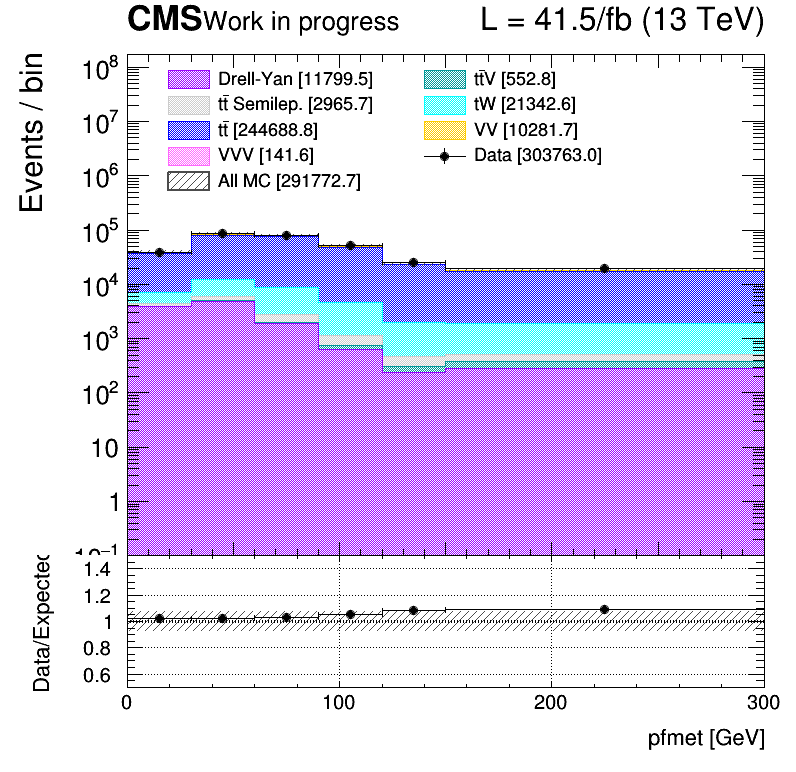 CMS Work in progress L = 41.5/fb (13 TeV)
Events / bin
10⁸
10⁷
10⁶
10⁵
10⁴
10³
10²
10
1
10⁻¹
Drell-Yan [11799.5]
tt̄ Semilep. [2965.7]
tt̄ [244688.8]
VVV [141.6]
All MC [291772.7]
tt̄V [552.8]
tW [21342.6]
VV [10281.7]
Data [303763.0]
Data/Expected
1.4
1.2
1
0.8
0.6
0 100 200 300
pfmet [GeV]